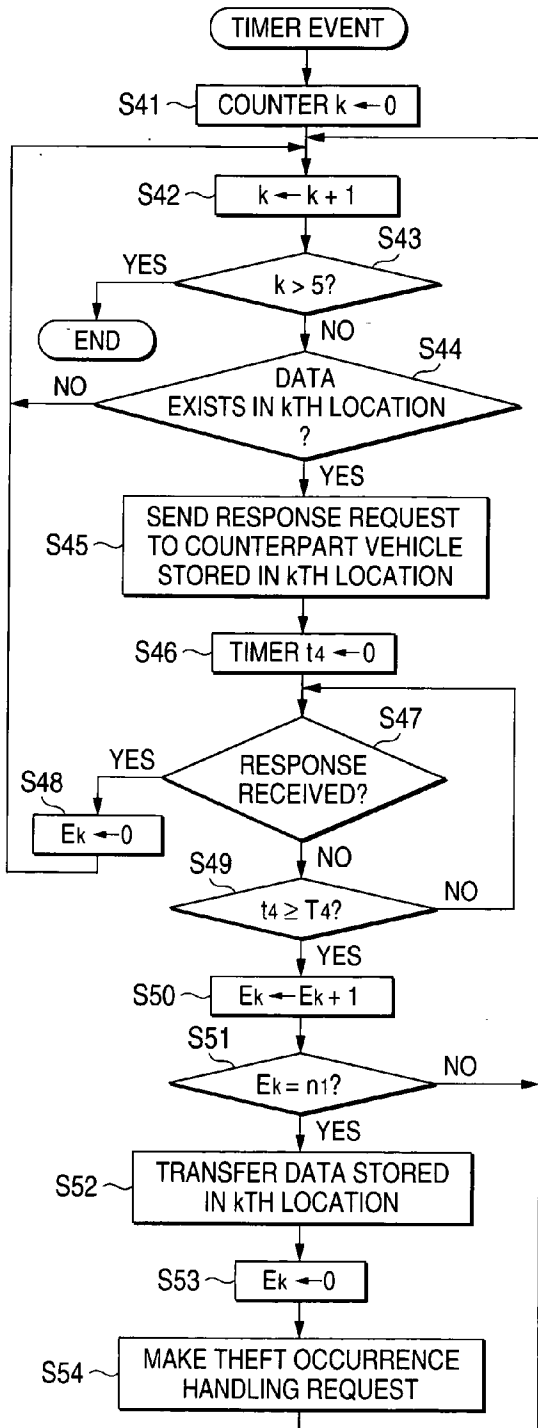 TIMER EVENT
S41
COUNTER k ← 0
S42
k ← k + 1
S43
YES
k > 5?
END
NO
S44
NO
DATA
EXISTS IN kTH LOCATION
?
YES
S45
SEND RESPONSE REQUEST
TO COUNTERPART VEHICLE
STORED IN kTH LOCATION
S46
TIMER t4 ← 0
S47
YES
RESPONSE
RECEIVED?
S48
Ek ← 0
NO
S49
t4 ≥ T4?
NO
YES
S50
Ek ← Ek + 1
S51
Ek = n1?
NO
YES
S52
TRANSFER DATA STORED
IN kTH LOCATION
S53
Ek ← 0
S54
MAKE THEFT OCCURRENCE
HANDLING REQUEST